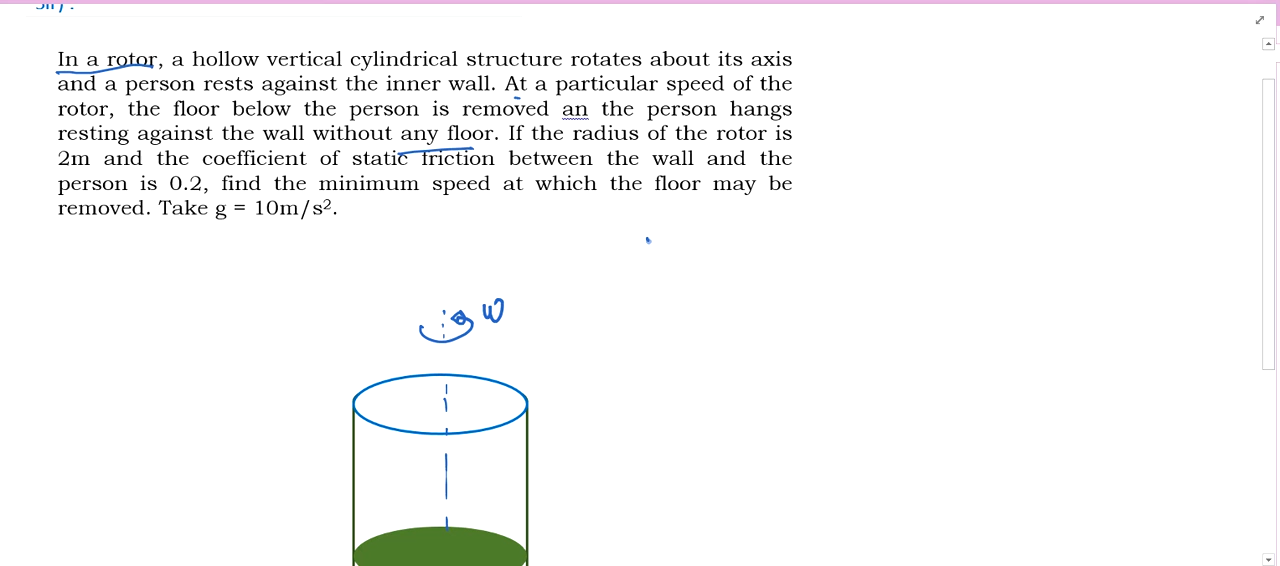 In a rotor, a hollow vertical cylindrical structure rotates about its axis
and a person rests against the inner wall. At a particular speed of the
rotor, the floor below the person is removed an the person hangs
resting against the wall without any floor. If the radius of the rotor is
2m and the coefficient of static friction between the wall and the
person is 0.2, find the minimum speed at which the floor may be
removed. Take g = 10m/s².
ω